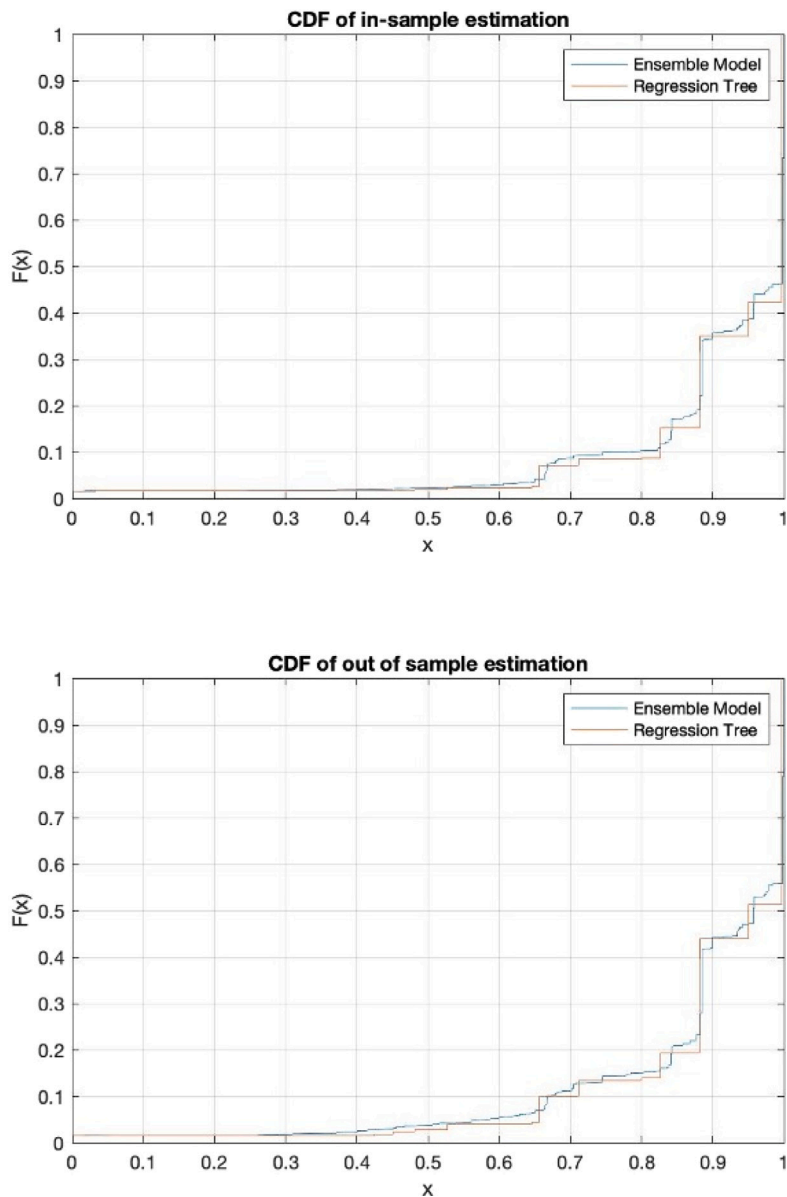 CDF of in-sample estimation
Ensemble Model
Regression Tree
1
0.9
0.8
0.7
0.6
0.5
0.4
0.3
0.2
0.1
0
F(x)
0 0.1 0.2 0.3 0.4 0.5 0.6 0.7 0.8 0.9 1
x
CDF of out of sample estimation
Ensemble Model
Regression Tree
1
0.9
0.8
0.7
0.6
0.5
0.4
0.3
0.2
0.1
0
F(x)
0 0.1 0.2 0.3 0.4 0.5 0.6 0.7 0.8 0.9 1
x